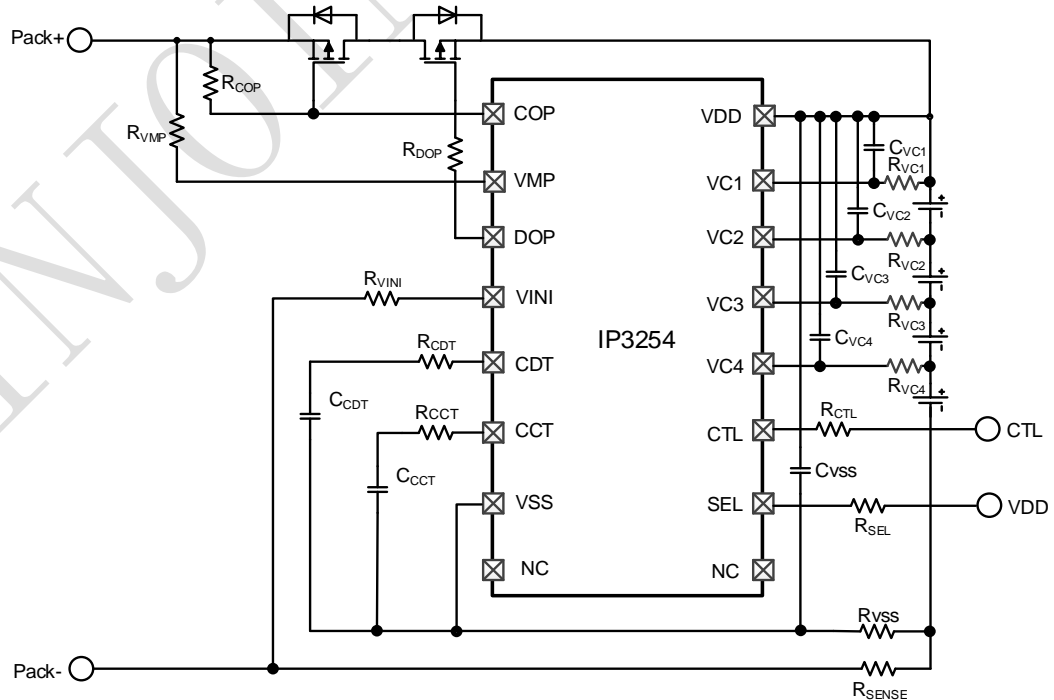 Pack+
RCOP
RVMP
RDOP
COP
VMP
DOP
RVINI
VINI
RCDT
CDT
CCDT
RCCT
CCT
CCCT
VSS
NC
IP3254
VDD
VC1
VC2
VC3
VC4
CTL
SEL
NC
CVC1
RVC1
CVC2
RVC2
CVC3
RVC3
CVC4
RVC4
RCTL
CTL
Cvss
RSEL
VDD
Rvss
RSENSE
Pack-